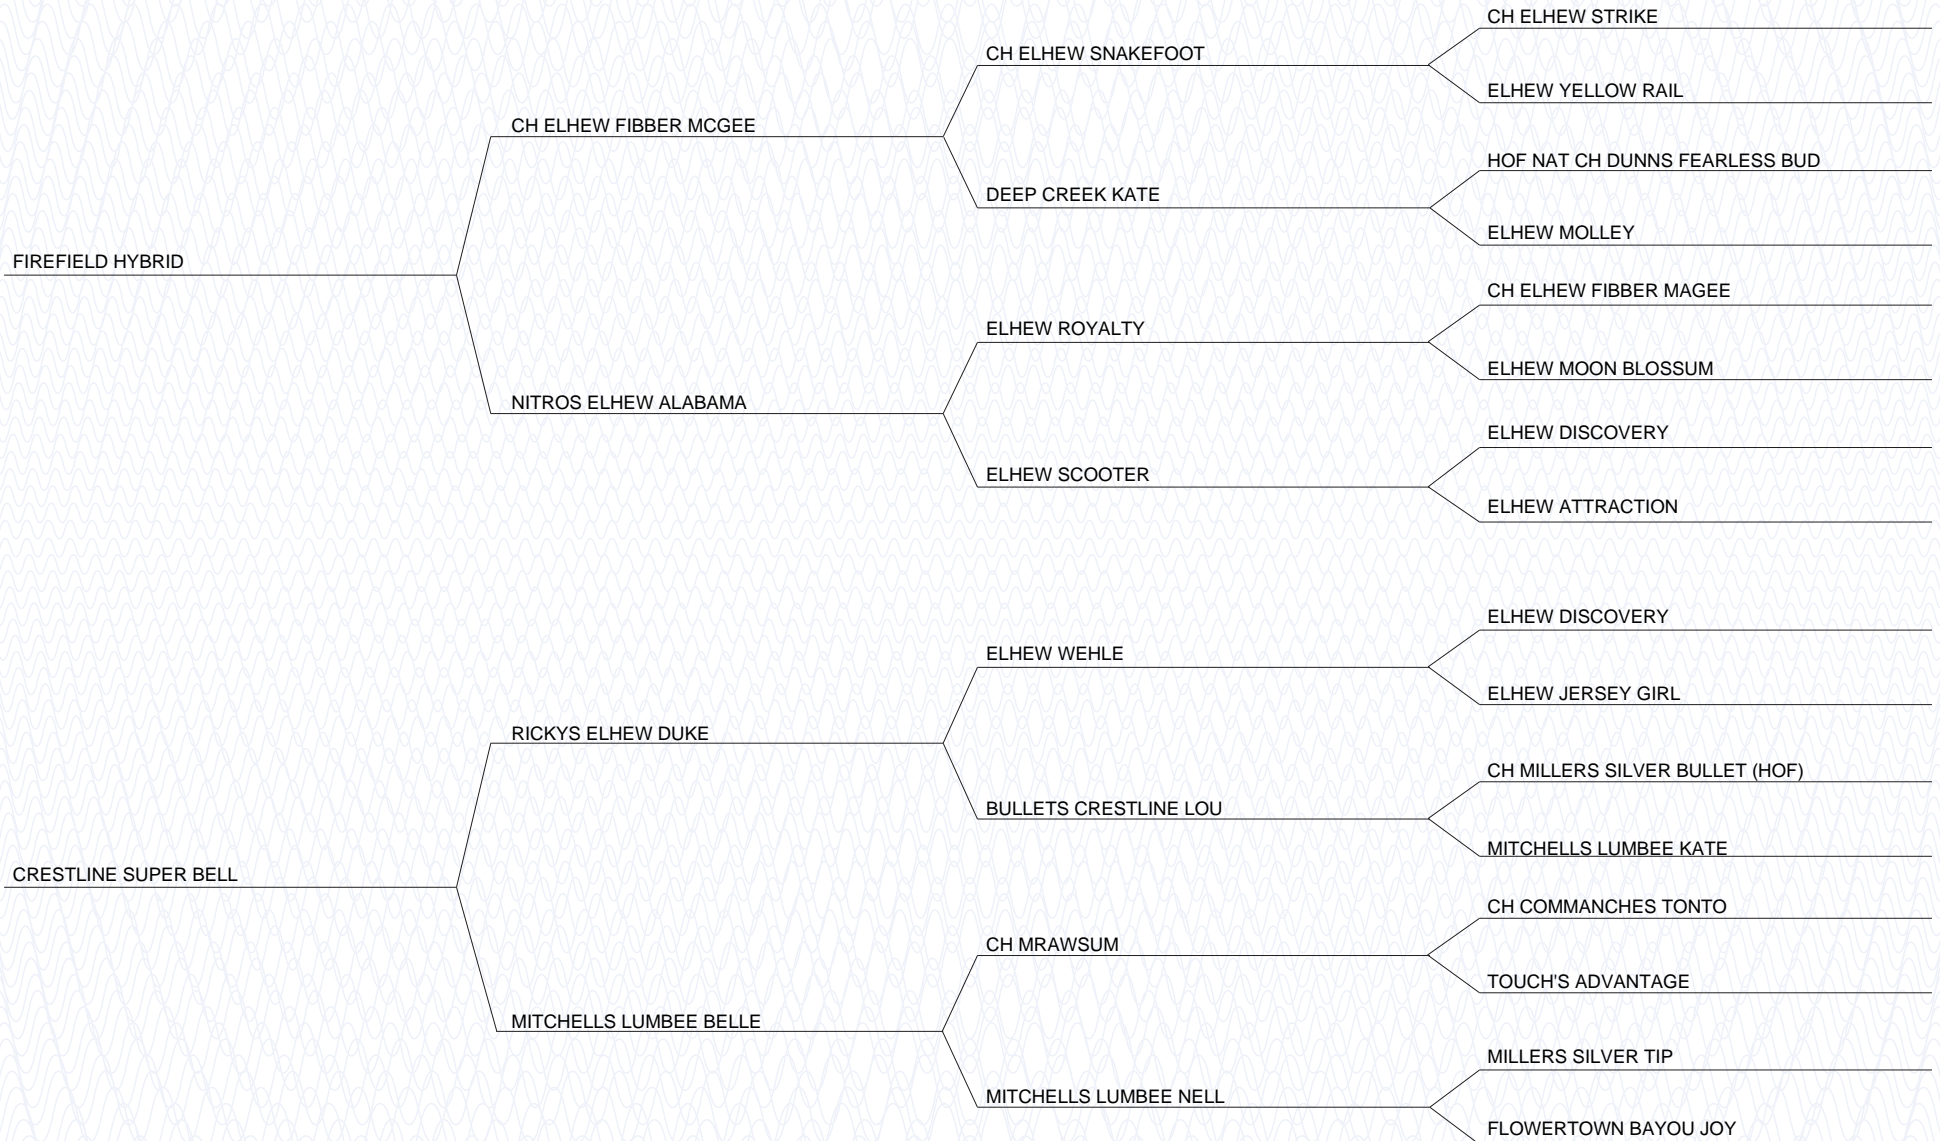 CH ELHEW STRIKE
CH ELHEW SNAKEFOOT
ELHEW YELLOW RAIL
CH ELHEW FIBBER MCGEE
HOF NAT CH DUNNS FEARLESS BUD
DEEP CREEK KATE
ELHEW MOLLEY
FIREFIELD HYBRID
CH ELHEW FIBBER MAGEE
ELHEW ROYALTY
ELHEW MOON BLOSSUM
NITROS ELHEW ALABAMA
ELHEW DISCOVERY
ELHEW SCOOTER
ELHEW ATTRACTION
ELHEW DISCOVERY
ELHEW WEHLE
ELHEW JERSEY GIRL
RICKYS ELHEW DUKE
CH MILLERS SILVER BULLET (HOF)
BULLETS CRESTLINE LOU
MITCHELLS LUMBEE KATE
CRESTLINE SUPER BELL
CH COMMANCHES TONTO
CH MRAWSUM
TOUCH'S ADVANTAGE
MITCHELLS LUMBEE BELLE
MILLERS SILVER TIP
MITCHELLS LUMBEE NELL
FLOWERTOWN BAYOU JOY